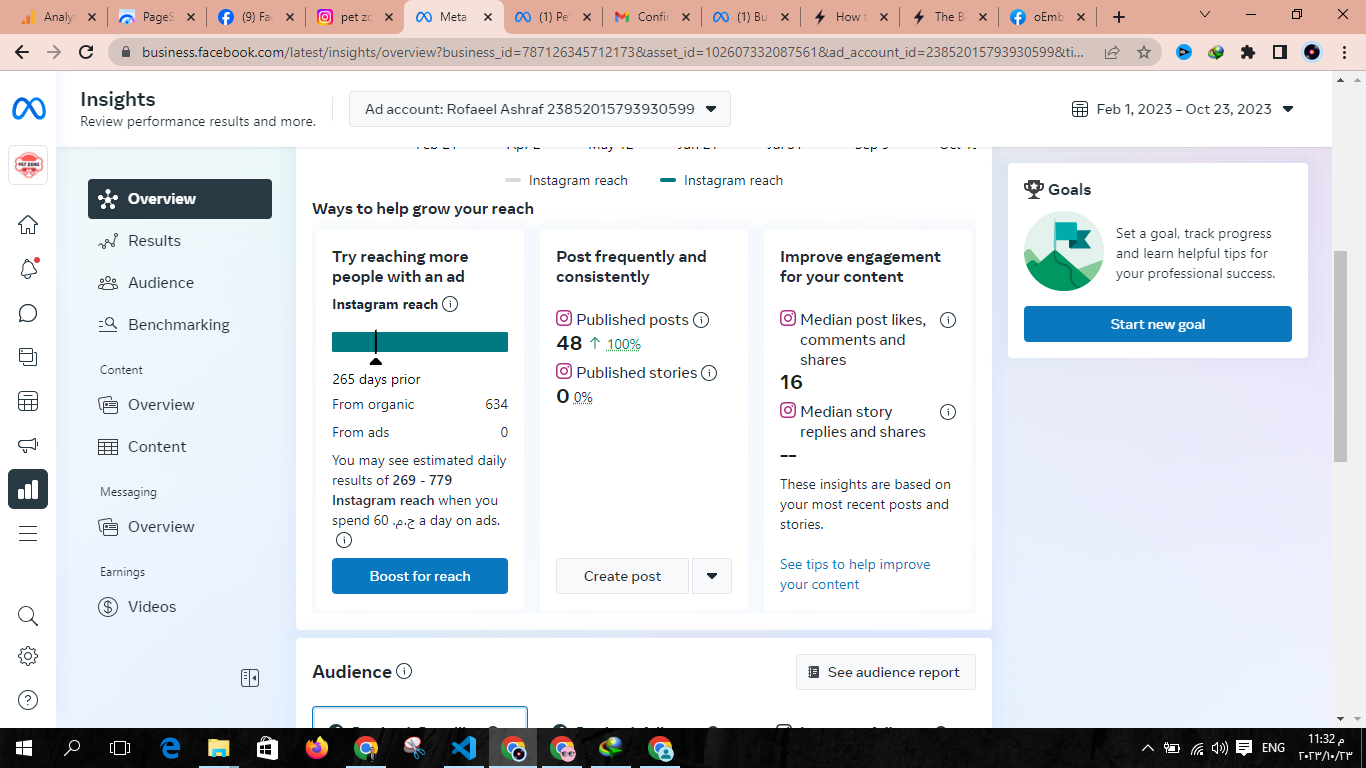 Analyt
PageS
(9) Fac
pet zo
Meta
(1) Pe
Confir
(1) Bu
How t
The B
oEmb
business.facebook.com/latest/insights/overview?business_id=787126345712173&asset_id=102607332087561&ad_account_id=23852015793930599&ti...
Insights
Review performance results and more.
Ad account: Rofaeel Ashraf 23852015793930599
Feb 1, 2023 – Oct 23, 2023
PET ZONE
Overview
Results
Audience
Benchmarking
Content
Overview
Content
Messaging
Overview
Earnings
Videos
Instagram reach
Instagram reach
Ways to help grow your reach
Try reaching more
people with an ad
Instagram reach
265 days prior
From organic 634
From ads 0
You may see estimated daily
results of 269 - 779
Instagram reach when you
spend 60 ج.م. a day on ads.
Boost for reach
Post frequently and
consistently
Published posts
48 ↑ 100%
Published stories
0 0%
Create post
Improve engagement
for your content
Median post likes,
comments and
shares
16
Median story
replies and shares
--
These insights are based on
your most recent posts and
stories.
See tips to help improve
your content
Goals
Set a goal, track progress
and learn helpful tips for
your professional success.
Start new goal
Audience
See audience report
ENG
11:32 م
٢٠٢٣/١٠/٢٣